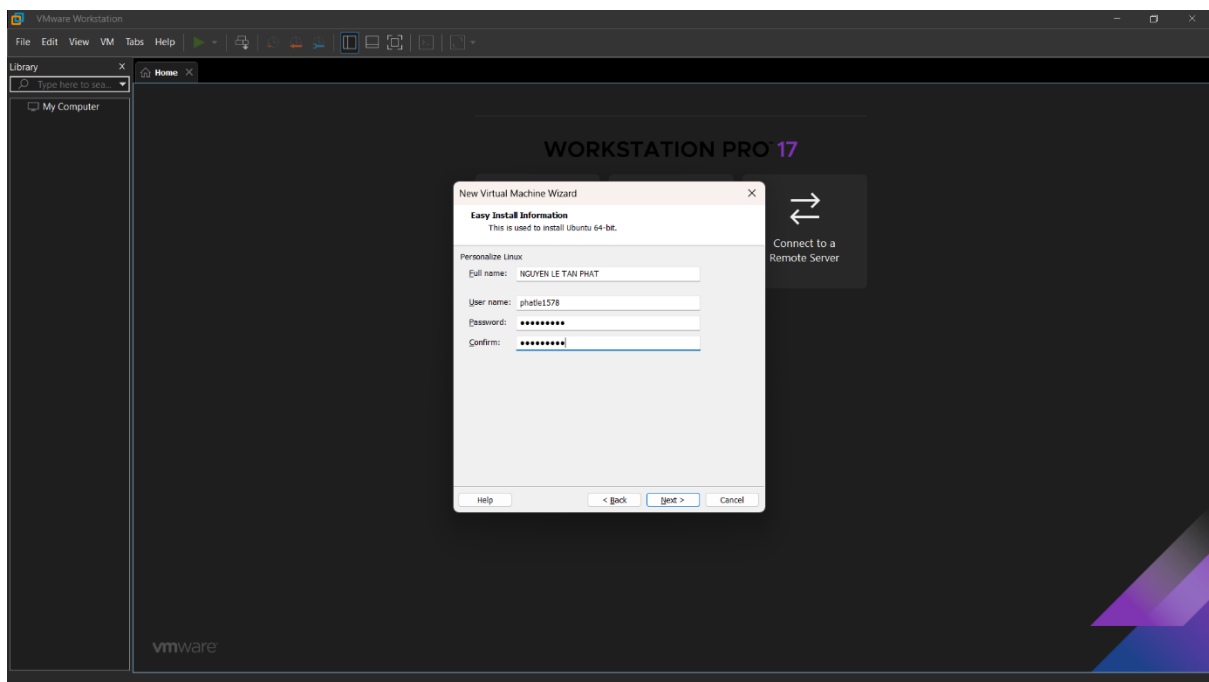 VMware Workstation
File Edit View VM Tabs Help
Library X
Home
Type here to sea...
My Computer
WORKSTATION PRO 17
New Virtual Machine Wizard
Easy Install Information
This is used to install Ubuntu 64-bit.
Connect to a
Remote Server
Personalize Linux
Full name: NGUYEN LE TAN PHAT
User name: phatle1578
Password: ●●●●●●●●●
Confirm: ●●●●●●●●●
Help < Back Next > Cancel
vmware